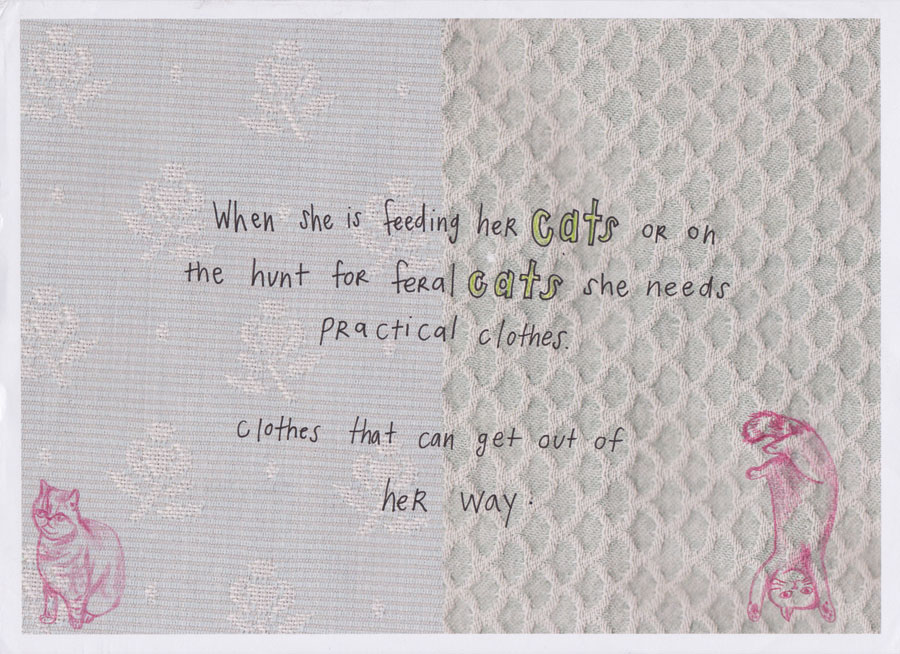 When she is feeding her cats or on
the hunt for feral cats she needs
practical clothes.
clothes that can get out of
her way.